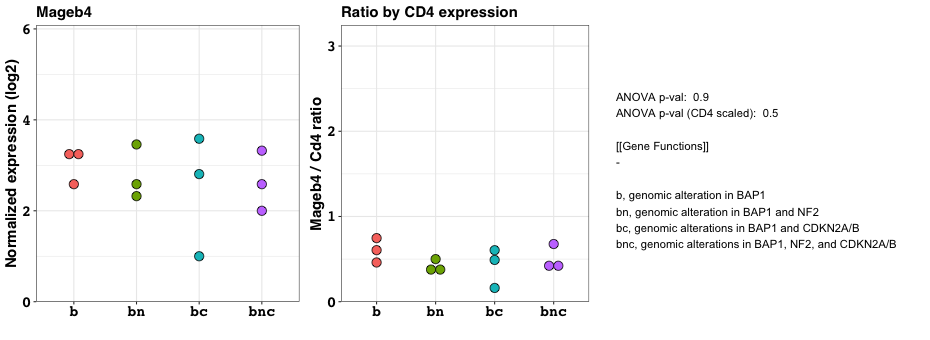 Mageb4
Normalized expression (log2)
6
4
2
0
b bn bc bnc
Ratio by CD4 expression
Mageb4 / Cd4 ratio
3
2
1
0
b bn bc bnc
ANOVA p-val:  0.9
ANOVA p-val (CD4 scaled):  0.5
[[Gene Functions]]
-
b, genomic alteration in BAP1
bn, genomic alteration in BAP1 and NF2
bc, genomic alterations in BAP1 and CDKN2A/B
bnc, genomic alterations in BAP1, NF2, and CDKN2A/B